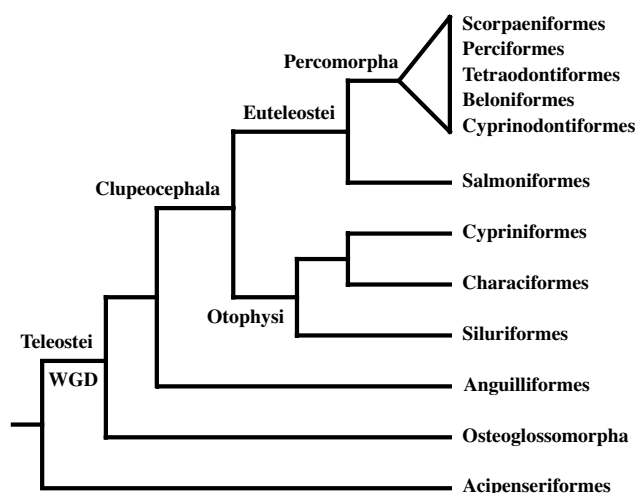 Scorpaeniformes
Perciformes
Percomorpha
Tetraodontiformes
Beloniformes
Euteleostei
Cyprinodontiformes
Salmoniformes
Clupeocephala
Cypriniformes
Characiformes
Otophysi
Siluriformes
Teleostei
WGD
Anguilliformes
Osteoglossomorpha
Acipenseriformes